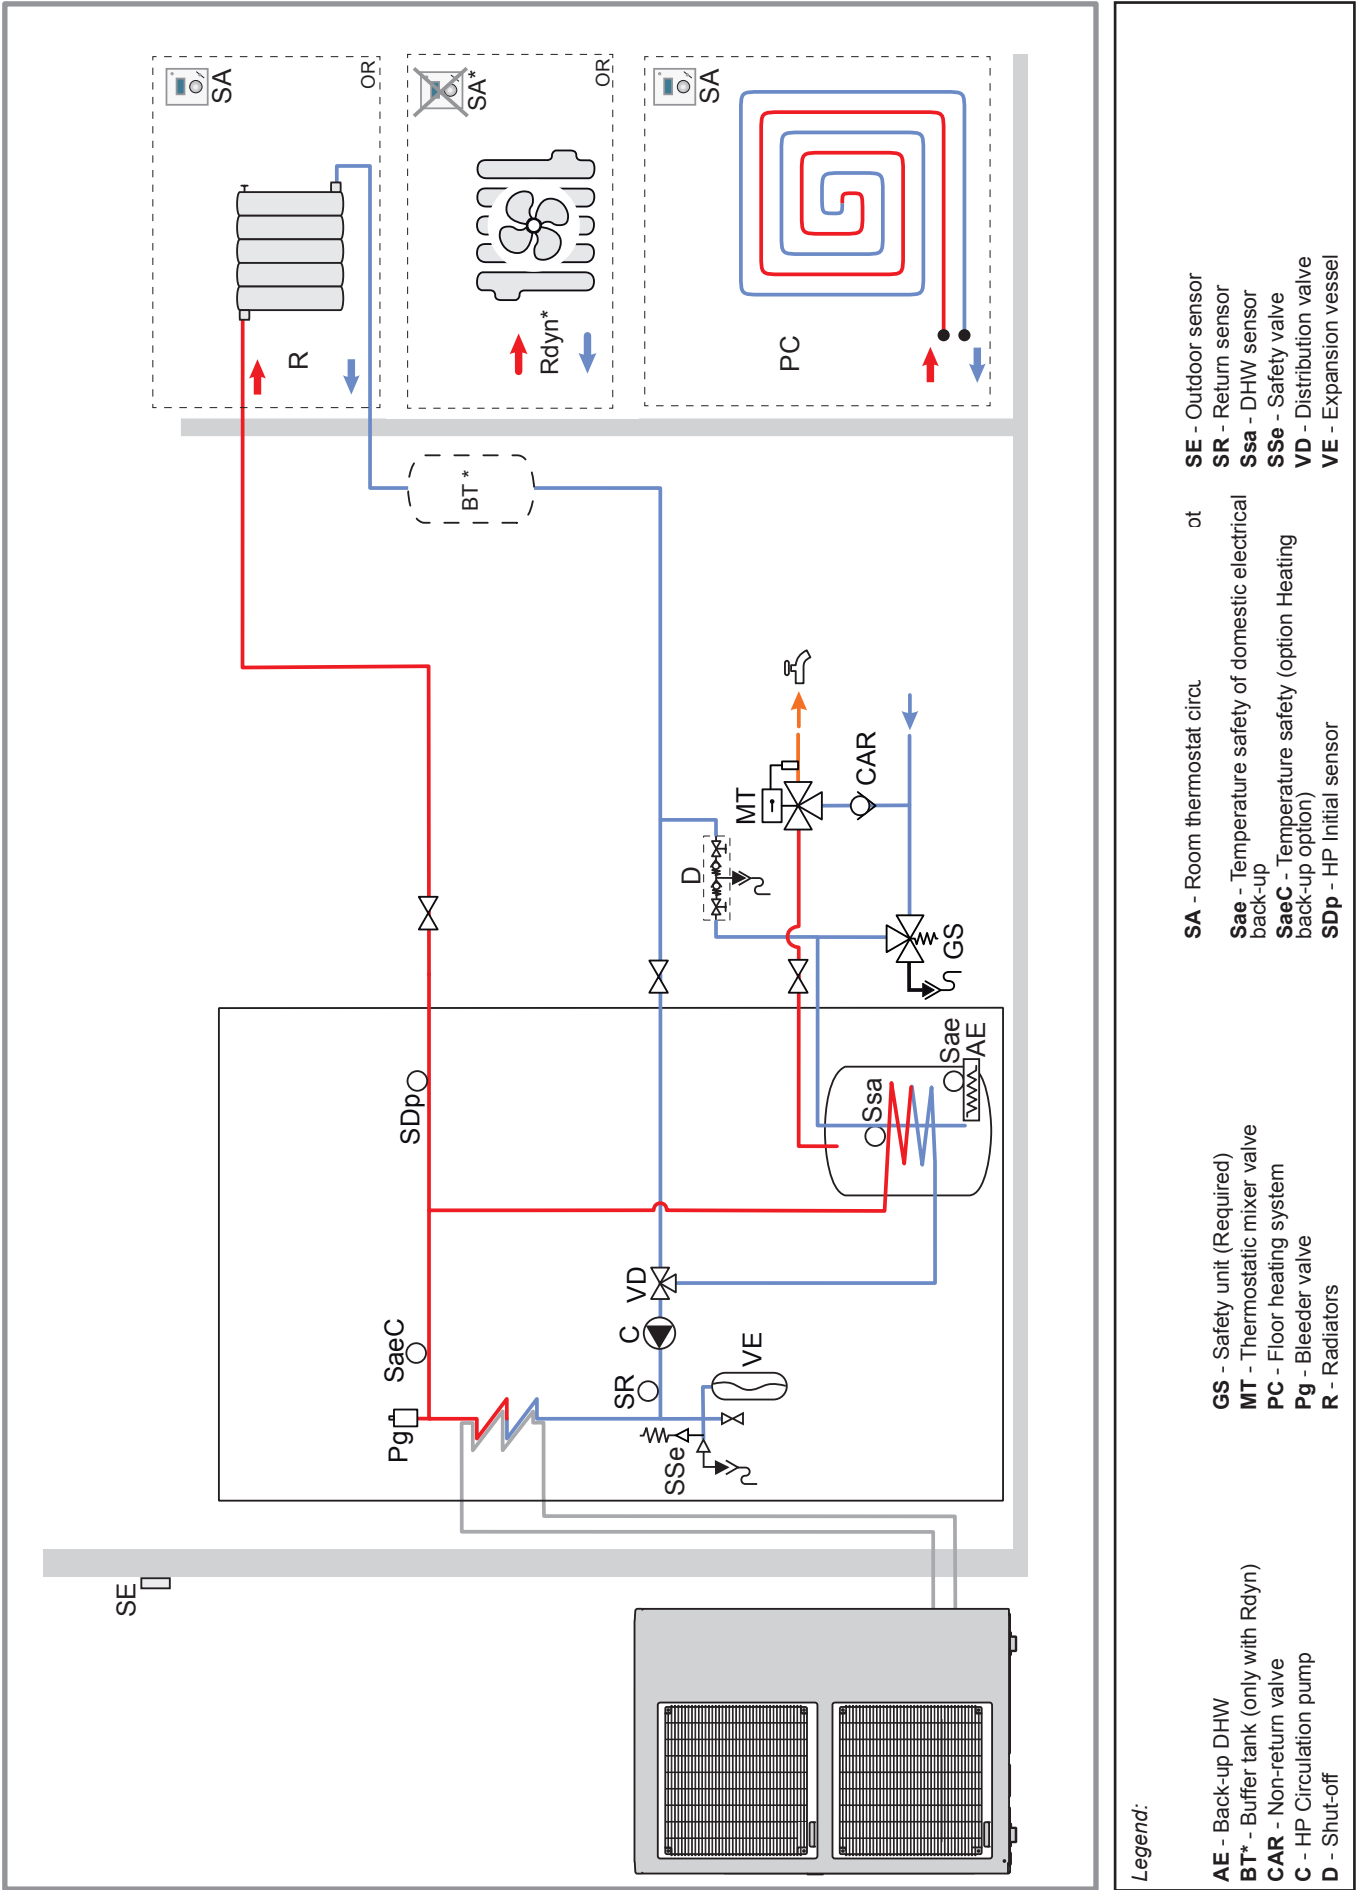 SE
Pg
SaeC
SDp
SR
C
VD
SSe
VE
Ssa
Sae
AE
D
MT
CAR
GS
BT *
SA
OR
R
SA*
OR
Rdyn*
SA
PC
Legend:
AE - Back-up DHW
BT* - Buffer tank (only with Rdyn)
CAR - Non-return valve
C - HP Circulation pump
D - Shut-off
GS - Safety unit (Required)
MT - Thermostatic mixer valve
PC - Floor heating system
Pg - Bleeder valve
R - Radiators
SA - Room thermostat circu ot
Sae - Temperature safety of domestic electrical
back-up
SaeC - Temperature safety (option Heating
back-up option)
SDp - HP Initial sensor
SE - Outdoor sensor
SR - Return sensor
Ssa - DHW sensor
SSe - Safety valve
VD - Distribution valve
VE - Expansion vessel